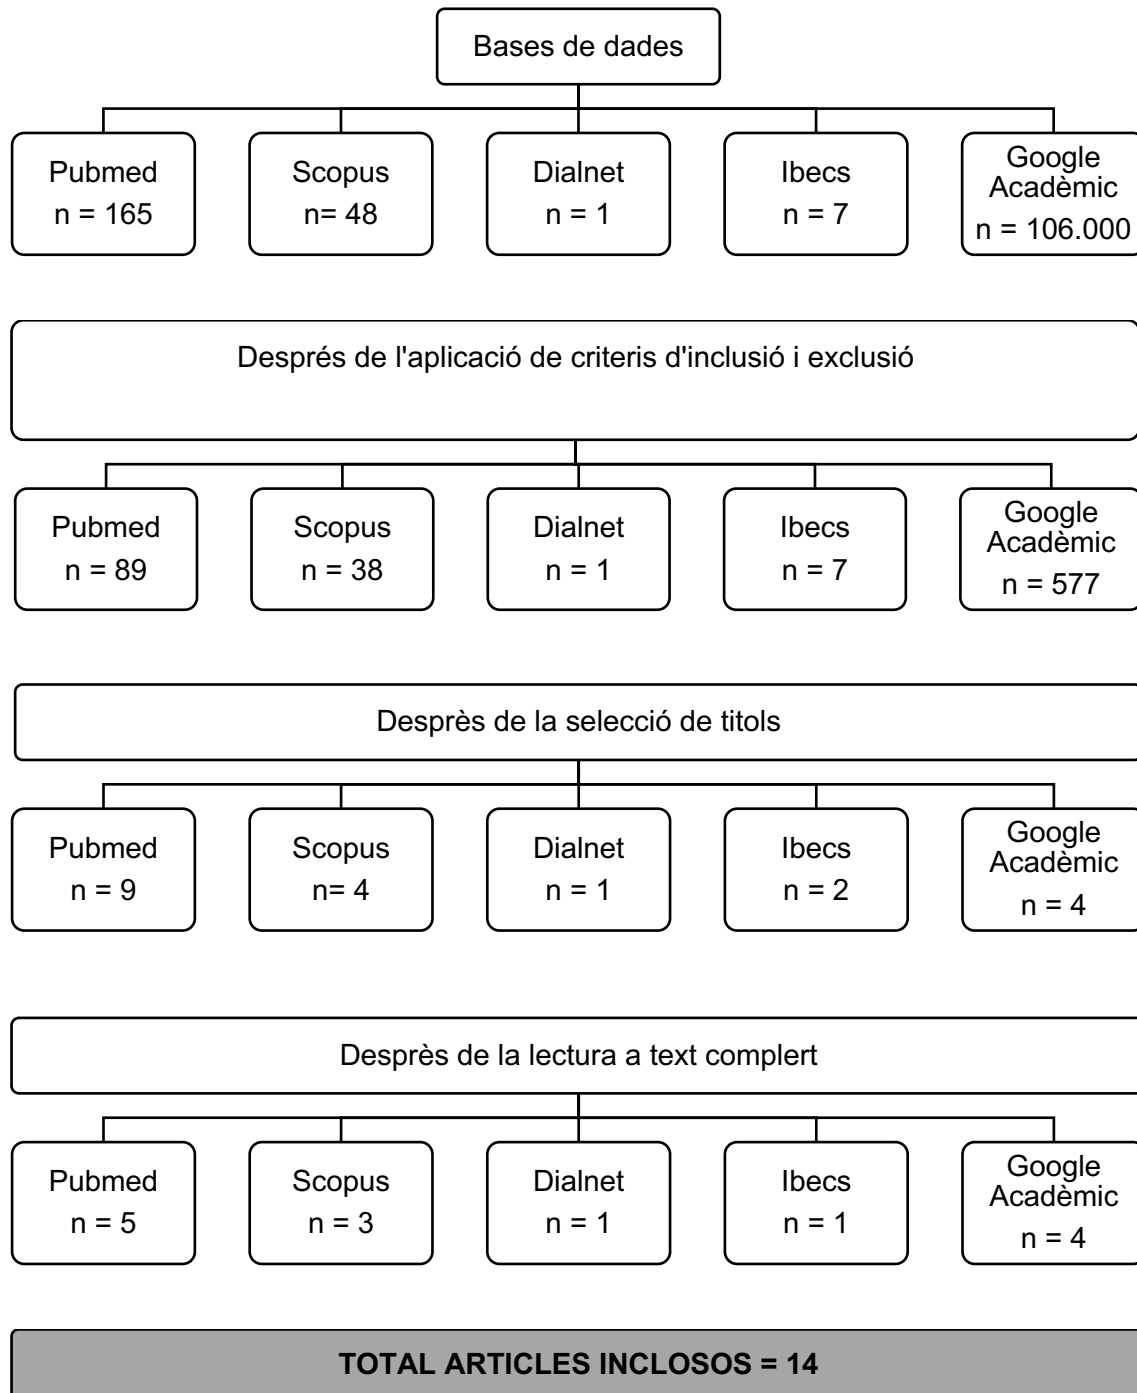 Bases de dades
Pubmed
n = 165
Scopus
n= 48
Dialnet
n = 1
Ibecs
n = 7
Google
Acadèmic
n = 106.000
Després de l'aplicació de criteris d'inclusió i exclusió
Pubmed
n = 89
Scopus
n = 38
Dialnet
n = 1
Ibecs
n = 7
Google
Acadèmic
n = 577
Desprès de la selecció de titols
Pubmed
n = 9
Scopus
n= 4
Dialnet
n = 1
Ibecs
n = 2
Google
Acadèmic
n = 4
Desprès de la lectura a text complert
Pubmed
n = 5
Scopus
n = 3
Dialnet
n = 1
Ibecs
n = 1
Google
Acadèmic
n = 4
TOTAL ARTICLES INCLOSOS = 14